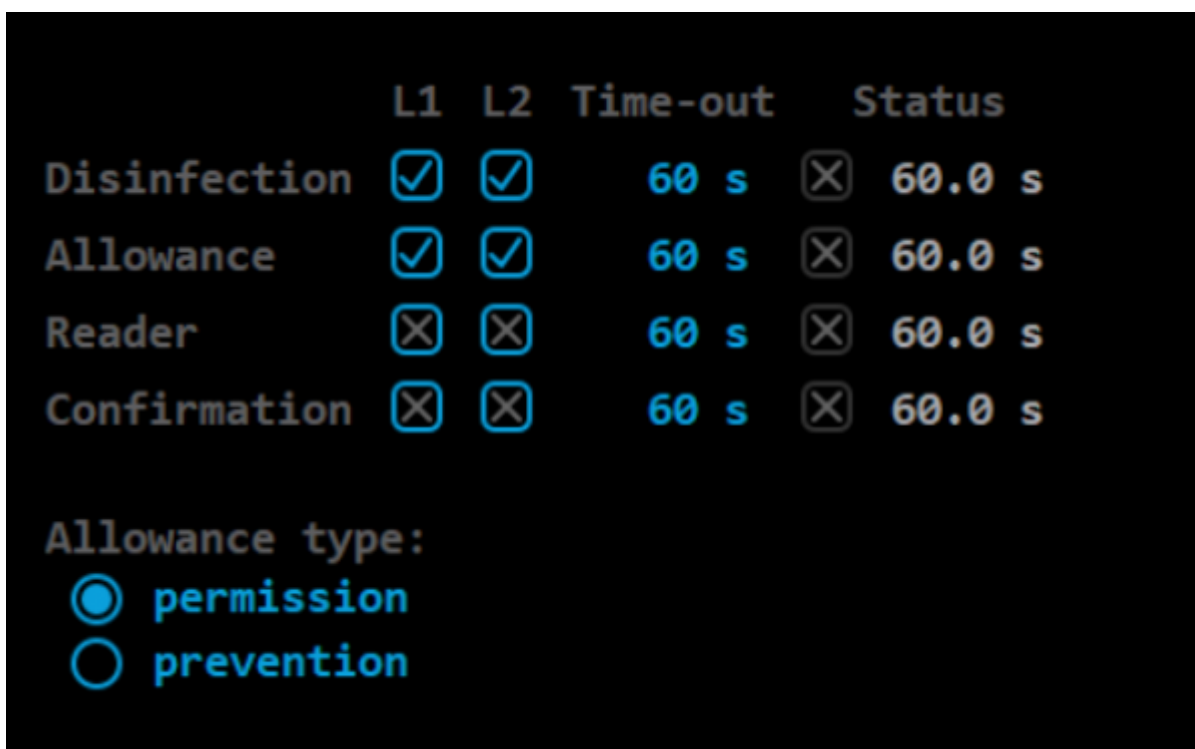 L1 L2 Time-out Status
Disinfection 60 s 60.0 s
Allowance 60 s 60.0 s
Reader 60 s 60.0 s
Confirmation 60 s 60.0 s
Allowance type:
permission
prevention